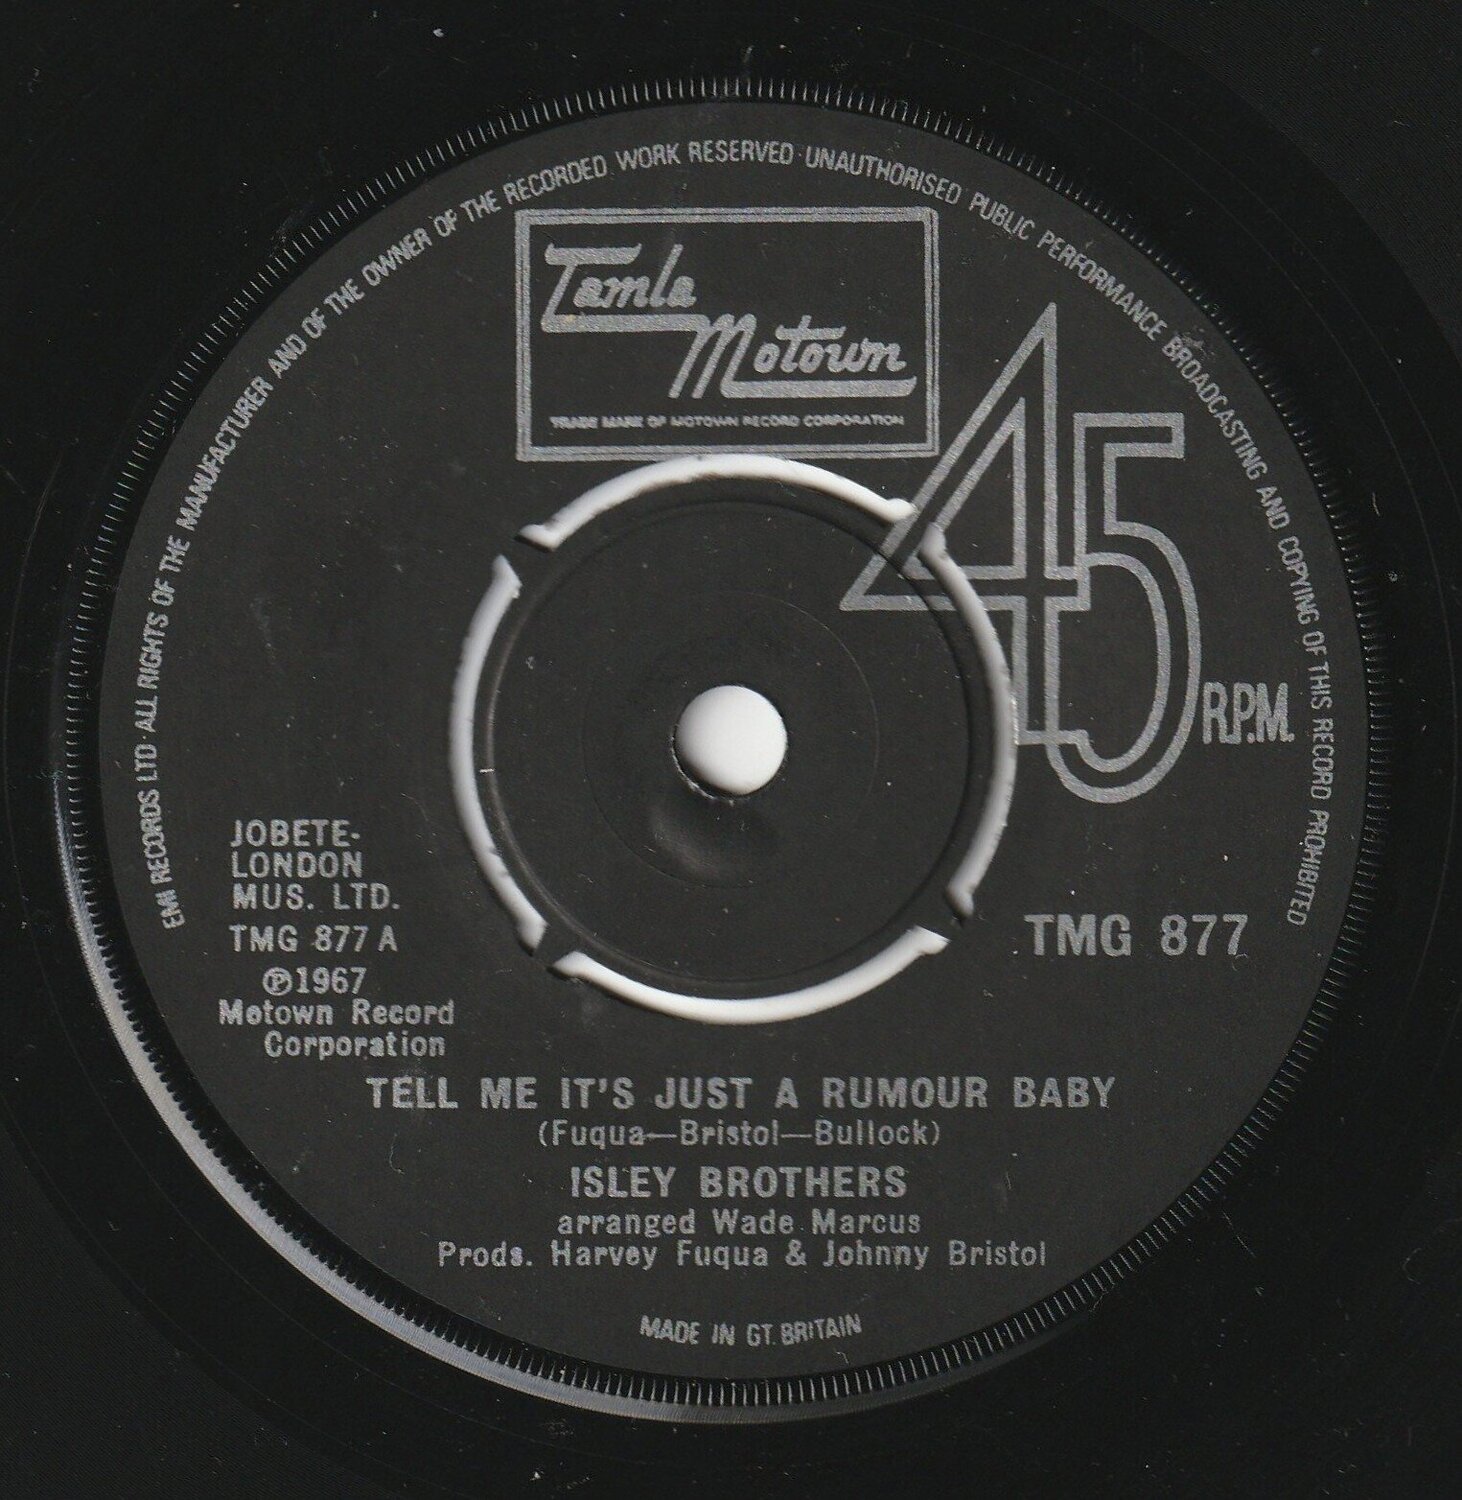 EMI RECORDS LTD ALL RIGHTS OF THE MANUFACTURER AND OF THE OWNER OF THE RECORDED WORK RESERVED UNAUTHORISED PUBLIC PERFORMANCE BROADCASTING AND COPYING OF THIS RECORD PROHIBITED
Tamla
Motown
TRADE MARK OF MOTOWN RECORD CORPORATION
45
R.P.M.
JOBETE-
LONDON
MUS. LTD.
TMG 877 A
℗1967
Motown Record
Corporation
TMG 877
TELL ME IT'S JUST A RUMOUR BABY
(Fuqua—Bristol—Bullock)
ISLEY BROTHERS
arranged Wade Marcus
Prods. Harvey Fuqua & Johnny Bristol
MADE IN GT. BRITAIN